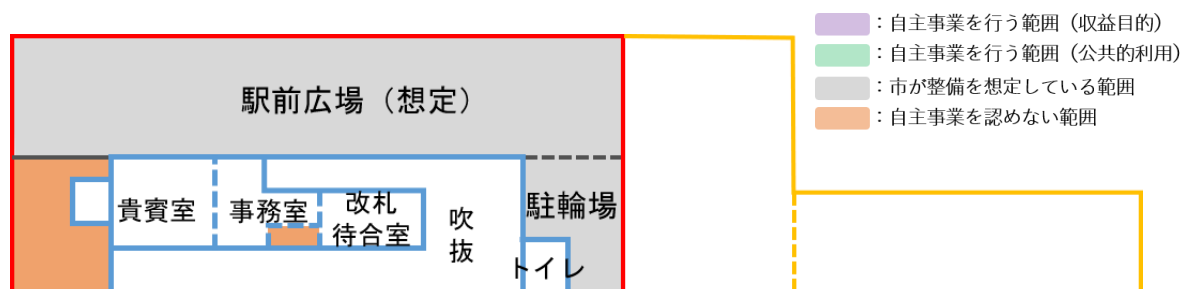 ：自主事業を行う範囲（収益目的）
：自主事業を行う範囲（公共的利用）
：市が整備を想定している範囲
：自主事業を認めない範囲
駅前広場（想定）
貴賓室
事務室
改札
待合室
吹
抜
駐輪場
トイレ